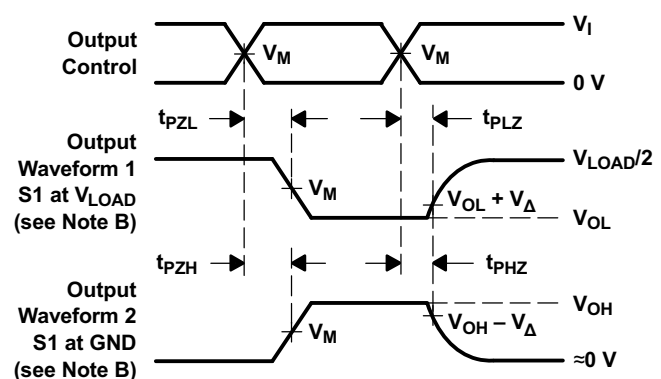 Output
Control
V_I
V_M
V_M
0 V
t_PZL
t_PLZ
Output
Waveform 1
S1 at V_LOAD
(see Note B)
V_LOAD/2
V_M
V_OL + V_Δ
V_OL
t_PZH
t_PHZ
Output
Waveform 2
S1 at GND
(see Note B)
V_OH
V_M
V_OH − V_Δ
≈0 V